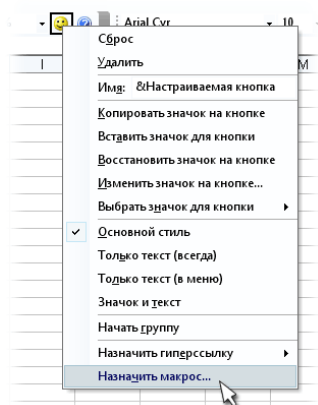 Arial Cyr 10
I M
Сброс
Удалить
Имя: &Настраиваемая кнопка
Копировать значок на кнопке
Вставить значок для кнопки
Восстановить значок на кнопке
Изменить значок на кнопке...
Выбрать значок для кнопки
Основной стиль
Только текст (всегда)
Только текст (в меню)
Значок и текст
Начать группу
Назначить гиперссылку
Назначить макрос...